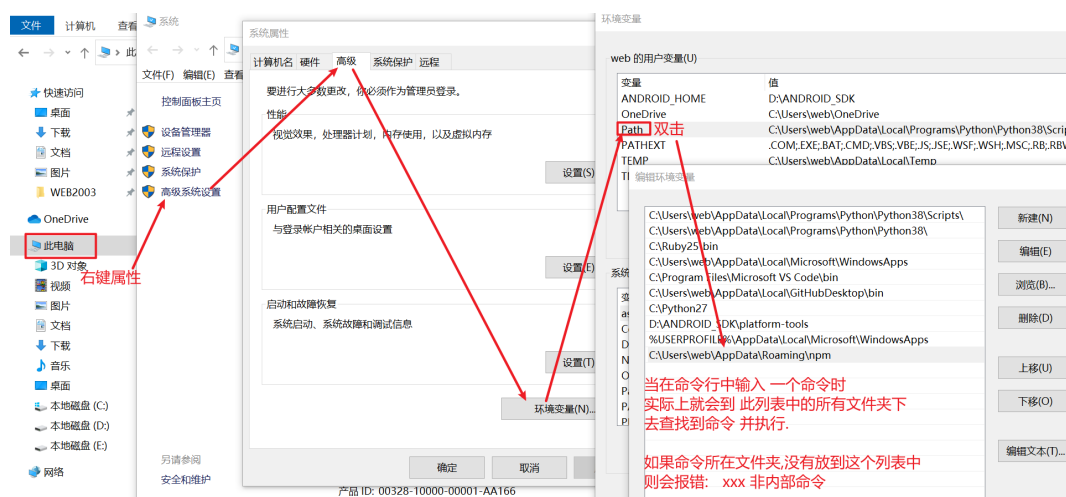 文件
计算机
查看
此
快速访问
桌面
下载
文档
图片
WEB2003
OneDrive
此电脑
3D 对象
视频
图片
文档
下载
音乐
桌面
本地磁盘 (C:)
本地磁盘 (D:)
本地磁盘 (E:)
网络
右键属性
系统
文件(F) 编辑(E) 查看
控制面板主页
设备管理器
远程设置
系统保护
高级系统设置
另请参阅
安全和维护
产品 ID: 00328-10000-00001-AA166
系统属性
计算机名 硬件 高级 系统保护 远程
要进行大多数更改，你必须作为管理员登录。
性能
视觉效果，处理器计划，内存使用，以及虚拟内存
设置(S)
用户配置文件
与登录帐户相关的桌面设置
设置(E)
启动和故障恢复
系统启动、系统故障和调试信息
设置(T)
环境变量(N)...
确定
取消
环境变量
web 的用户变量(U)
变量 值
ANDROID_HOME D:\ANDROID_SDK
OneDrive C:\Users\web\OneDrive
Path 双击 C:\Users\web\AppData\Local\Programs\Python\Python38\Scrip
PATHEXT .COM;.EXE;.BAT;.CMD;.VBS;.VBE;.JS;.JSE;.WSF;.WSH;.MSC;.RB;.RBW
TEMP C:\Users\web\AppData\Local\Temp
系统
编辑环境变量
C:\Users\web\AppData\Local\Programs\Python\Python38\Scripts\
C:\Users\web\AppData\Local\Programs\Python\Python38\
C:\Ruby25\bin
C:\Users\web\AppData\Local\Microsoft\WindowsApps
C:\Program Files\Microsoft VS Code\bin
C:\Users\web\AppData\Local\GitHubDesktop\bin
C:\Python27
D:\ANDROID_SDK\platform-tools
%USERPROFILE%\AppData\Local\Microsoft\WindowsApps
C:\Users\web\AppData\Roaming\npm
新建(N)
编辑(E)
浏览(B)...
删除(D)
上移(U)
下移(O)
编辑文本(T)...
当在命令行中输入 一个命令时
实际上就会到 此列表中的所有文件夹下
去查找到命令 并执行.
如果命令所在文件夹,没有放到这个列表中
则会报错: xxx 非内部命令